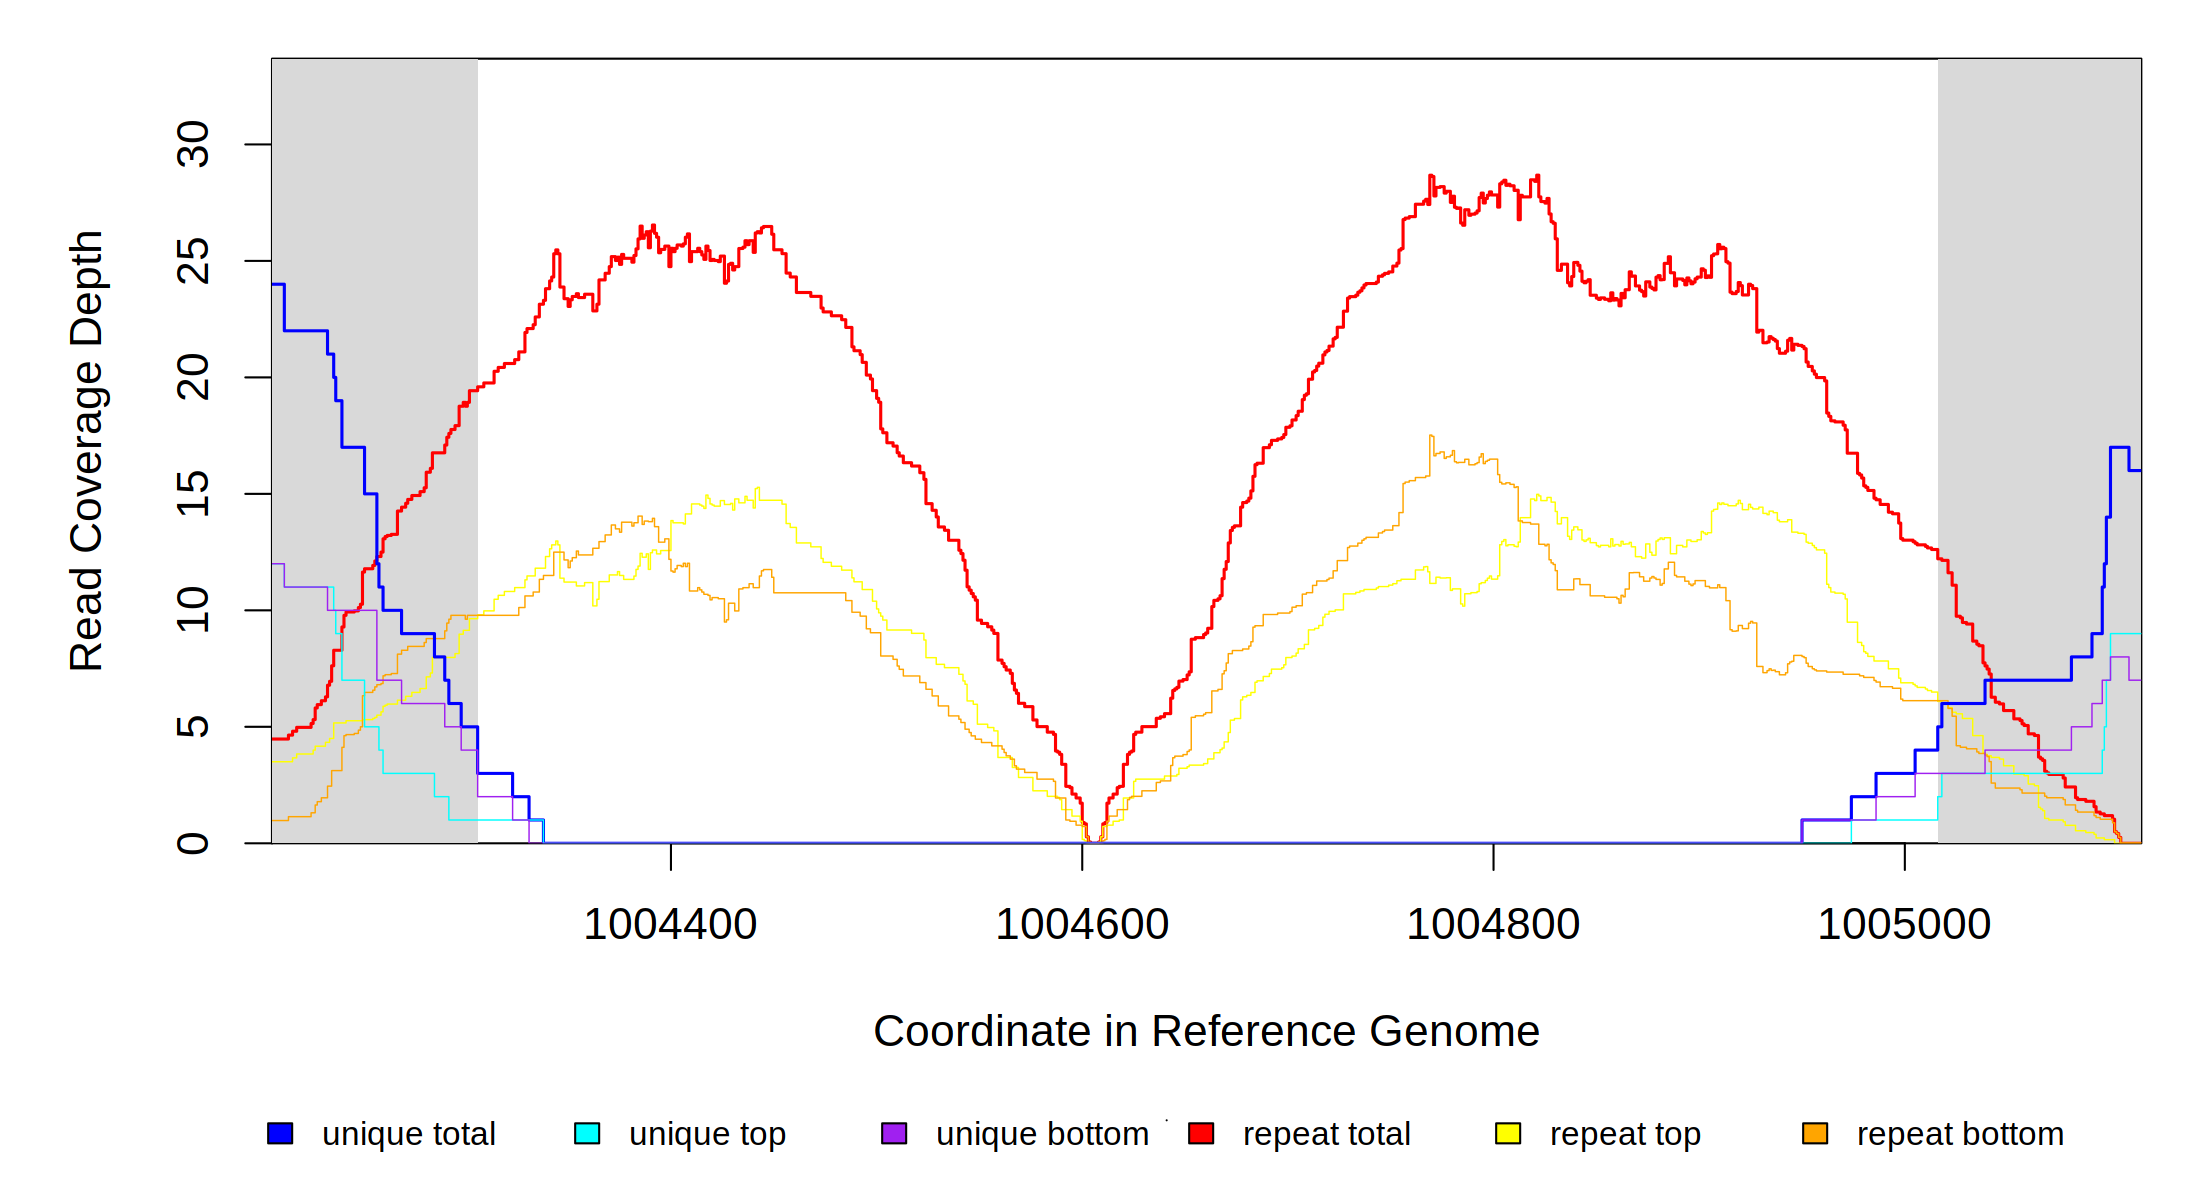 30
25
20
15
10
5
0
Read Coverage Depth
1004400 1004600 1004800 1005000
Coordinate in Reference Genome
unique total unique top unique bottom repeat total repeat top repeat bottom